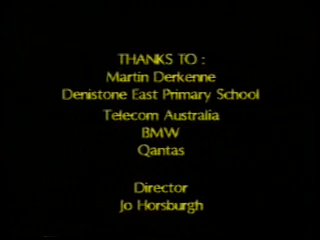 THANKS TO :
Martin Derkenne
Denistone East Primary School
Telecom Australia
BMW
Qantas
Director
Jo Horsburgh